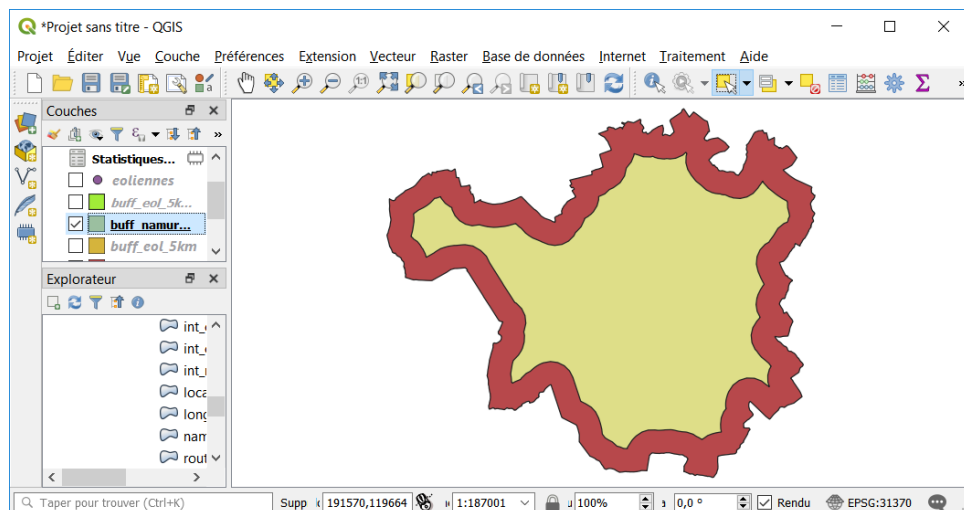 *Projet sans titre - QGIS
Projet Éditer Vue Couche Préférences Extension Vecteur Raster Base de données Internet Traitement Aide
1:1
Σ
»
Couches
ε
»
Statistiques...
eoliennes
buff_eol_5k...
buff_namur...
buff_eol_5km
Explorateur
int_
int_
int_
loca
long
nam
rout
Taper pour trouver (Ctrl+K)
Supp
191570,119664
1:187001
100%
0,0 °
Rendu
EPSG:31370